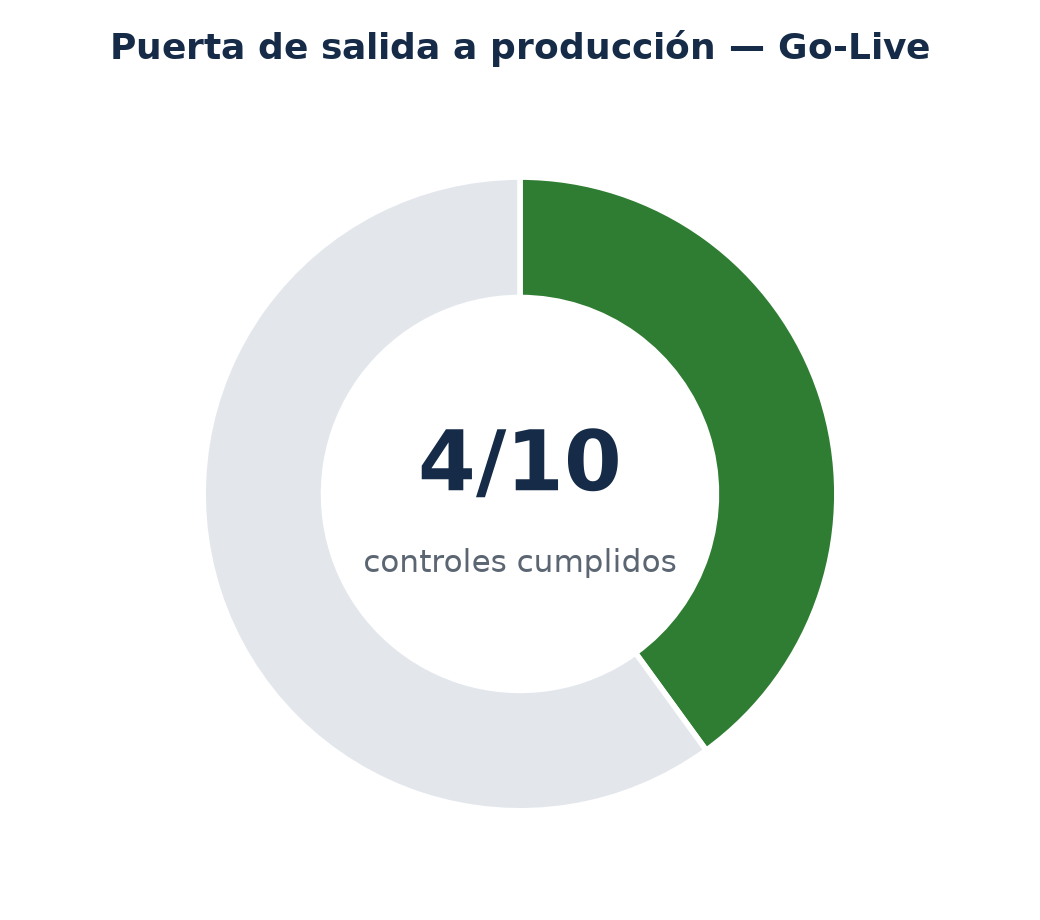 Puerta de salida a producción — Go-Live
4/10
controles cumplidos